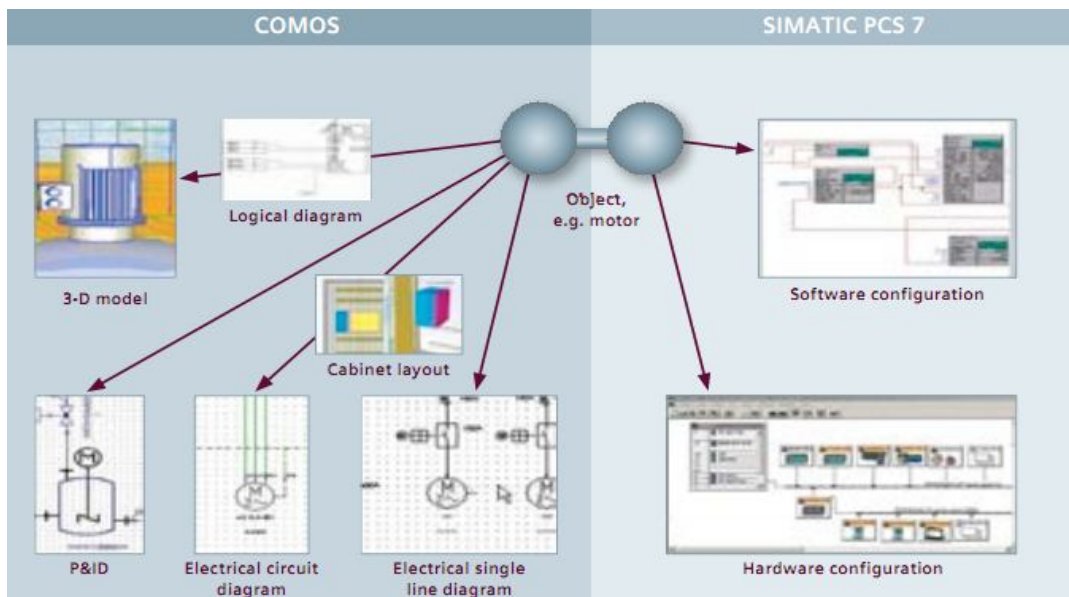 COMOS
SIMATIC PCS 7
Logical diagram
Object,
e.g. motor
3-D model
Software configuration
Cabinet layout
P&ID
Electrical circuit
diagram
Electrical single
line diagram
Hardware configuration